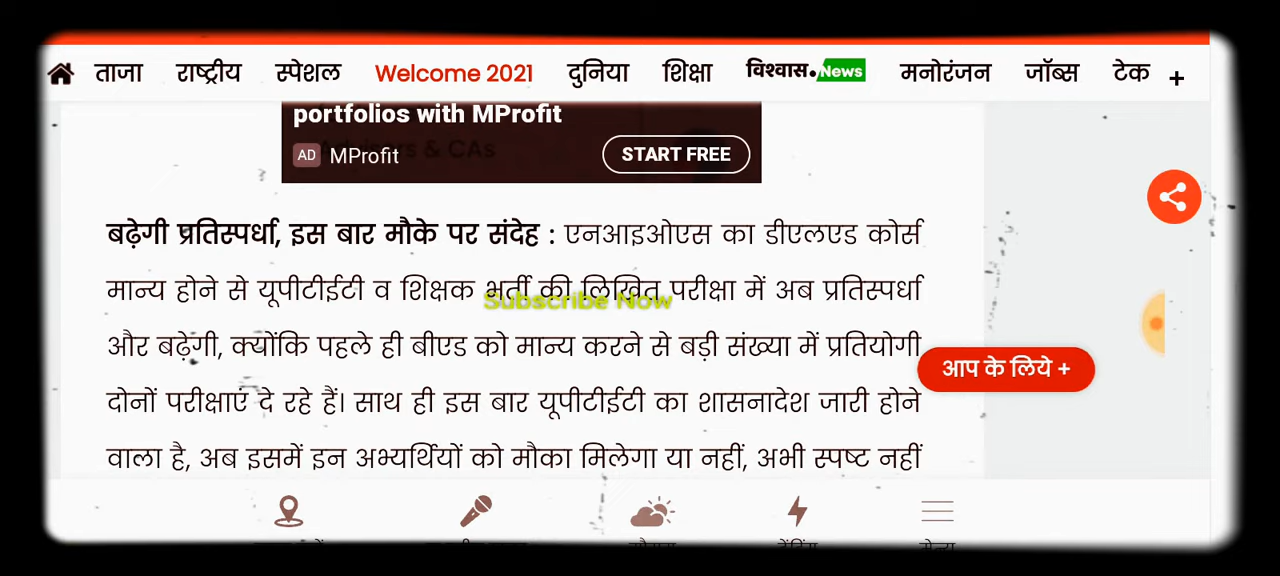 ताजा राष्ट्रीय स्पेशल Welcome 2021 दुनिया शिक्षा विश्वास.News मनोरंजन जॉब्स टेक +
portfolios with MProfit
AD MProfit
& CAs
START FREE
बढ़ेगी प्रतिस्पर्धा, इस बार मौके पर संदेह : एनआइओएस का डीएलएड कोर्स
मान्य होने से यूपीटीईटी व शिक्षक भर्ती की लिखित परीक्षा में अब प्रतिस्पर्धा
Subscribe Now
और बढ़ेगी, क्योंकि पहले ही बीएड को मान्य करने से बड़ी संख्या में प्रतियोगी
आप के लिये +
दोनों परीक्षाएं दे रहे हैं। साथ ही इस बार यूपीटीईटी का शासनादेश जारी होने
वाला है, अब इसमें इन अभ्यर्थियों को मौका मिलेगा या नहीं, अभी स्पष्ट नहीं